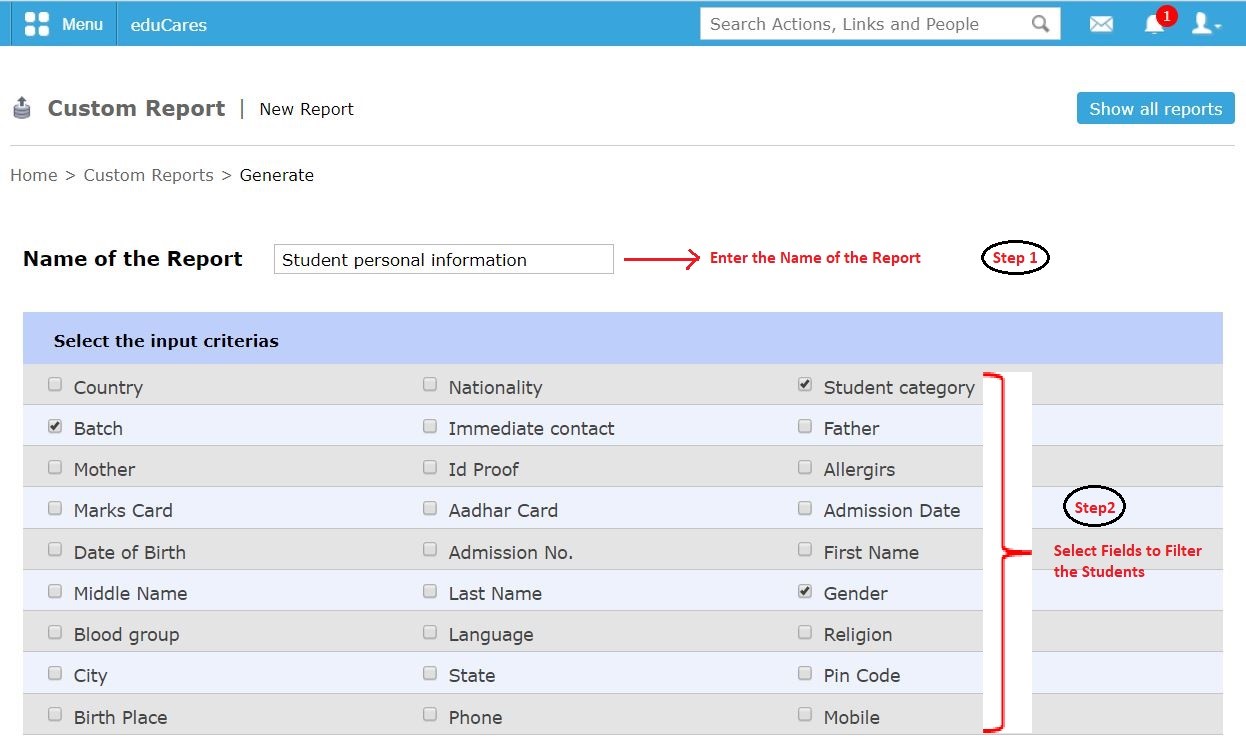 Menu eduCares Search Actions, Links and People 1
Custom Report | New Report Show all reports
Home > Custom Reports > Generate
Name of the Report Student personal information Enter the Name of the Report Step 1
Select the input criterias
Country Nationality Student category
Batch Immediate contact Father
Mother Id Proof Allergirs
Marks Card Aadhar Card Admission Date Step2
Date of Birth Admission No. First Name Select Fields to Filter
the Students
Middle Name Last Name Gender
Blood group Language Religion
City State Pin Code
Birth Place Phone Mobile